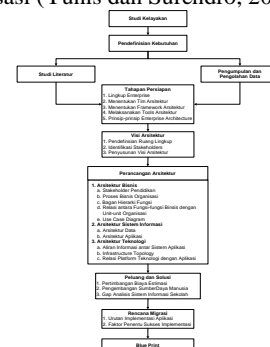 sasi (Yunis dan Surendro, 20
Studi Kelayakan
Pendefinisian Kebutuhan
Studi Literatur
Pengumpulan dan
Pengolahan Data
Tahapan Persiapan
1. Lingkup Enterprise
2. Menentukan Tim Arsitektur
3. Menentukan Framework Arsitektur
4. Melaksanakan Tools Arsitektur
5. Prinsip-prinsip Enterprise Architecture
Visi Arsitektur
1. Pendefinisian Ruang Lingkup
2. Identifikasi Stakeholders
3. Penyusunan Visi Arsitektur
Perancangan Arsitektur
1. Arsitektur Bisnis
a. Stakeholder Pendidikan
b. Proses Bisnis Organisasi
c. Bagan Hierarki Fungsi
d. Relasi antara Fungsi-fungsi Bisnis dengan
Unit-unit Organisasi
e. Use Case Diagram
2. Arsitektur Sistem Informasi
a. Arsitektur Data
b. Arsitektur Aplikasi
3. Arsitektur Teknologi
a. Aliran Informasi antar Sistem Aplikasi
b. Infrastructure Topology
c. Relasi Platform Teknologi dengan Aplikasi
Peluang dan Solusi
1. Pertimbangan Biaya Estimasi
2. Pengembangan SumberDaya Manusia
3. Gap Analisis Sistem Informasi Sekolah
Rencana Migrasi
1. Urutan Implementasi Aplikasi
2. Faktor Penentu Sukses Implementasi
Blue Print